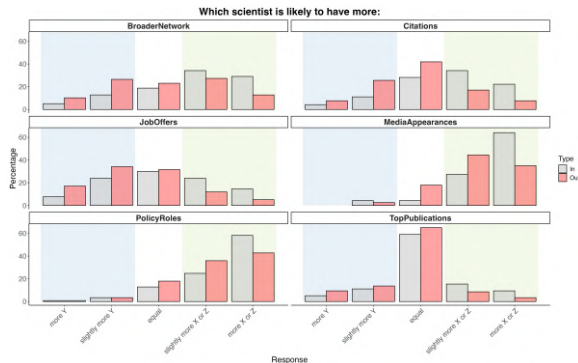 Which scientist is likely to have more:
BroaderNetwork
Citations
60
40
20
0
JobOffers
MediaAppearances
60
40
20
0
PolicyRoles
TopPublications
60
40
20
0
Percentage
more Y
slightly more Y
equal
slightly more X or Z
more X or Z
more Y
slightly more Y
equal
slightly more X or Z
more X or Z
Response
Type
In
Ou